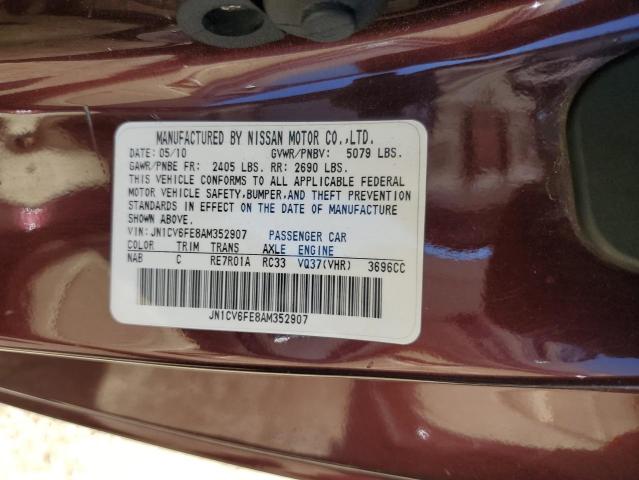 MANUFACTURED BY NISSAN MOTOR CO.,LTD.
DATE: 05/10 GVWR/PNBV: 5079 LBS.
GAWR/PNBE FR: 2405 LBS. RR: 2690 LBS.
THIS VEHICLE CONFORMS TO ALL APPLICABLE FEDERAL
MOTOR VEHICLE SAFETY,BUMPER,AND THEFT PREVENTION
STANDARDS IN EFFECT ON THE DATE OF MANUFACTURE
SHOWN ABOVE.
VIN: JN1CV6FE8AM352907 PASSENGER CAR
COLOR TRIM TRANS AXLE ENGINE
NAB C RE7R01A RC33 VQ37(VHR) 3696CC
JN1CV6FE8AM352907